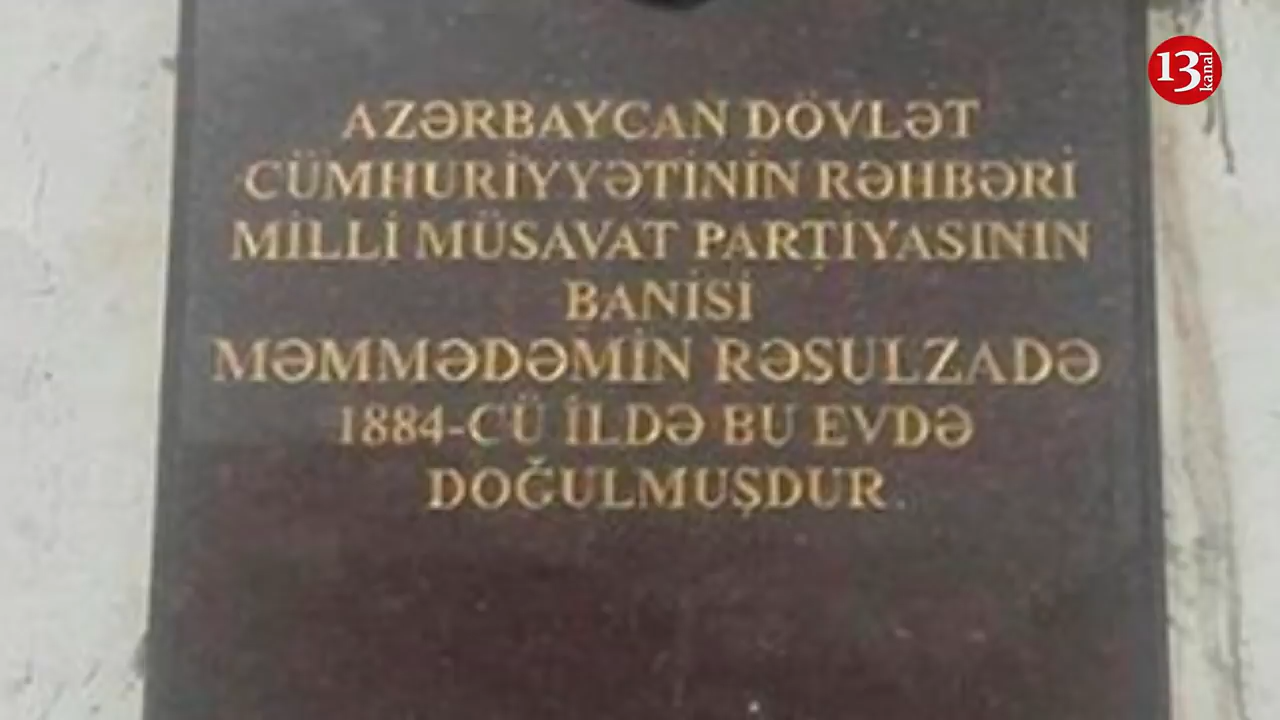 13 kanal
AZƏRBAYCAN DÖVLƏT
CÜMHURİYYƏTİNİN RƏHBƏRİ
MİLLİ MÜSAVAT PARTİYASININ
BANİSİ
MƏMMƏDƏMİN RƏSULZADƏ
1884-CÜ İLDƏ BU EVDƏ
DOĞULMUŞDUR